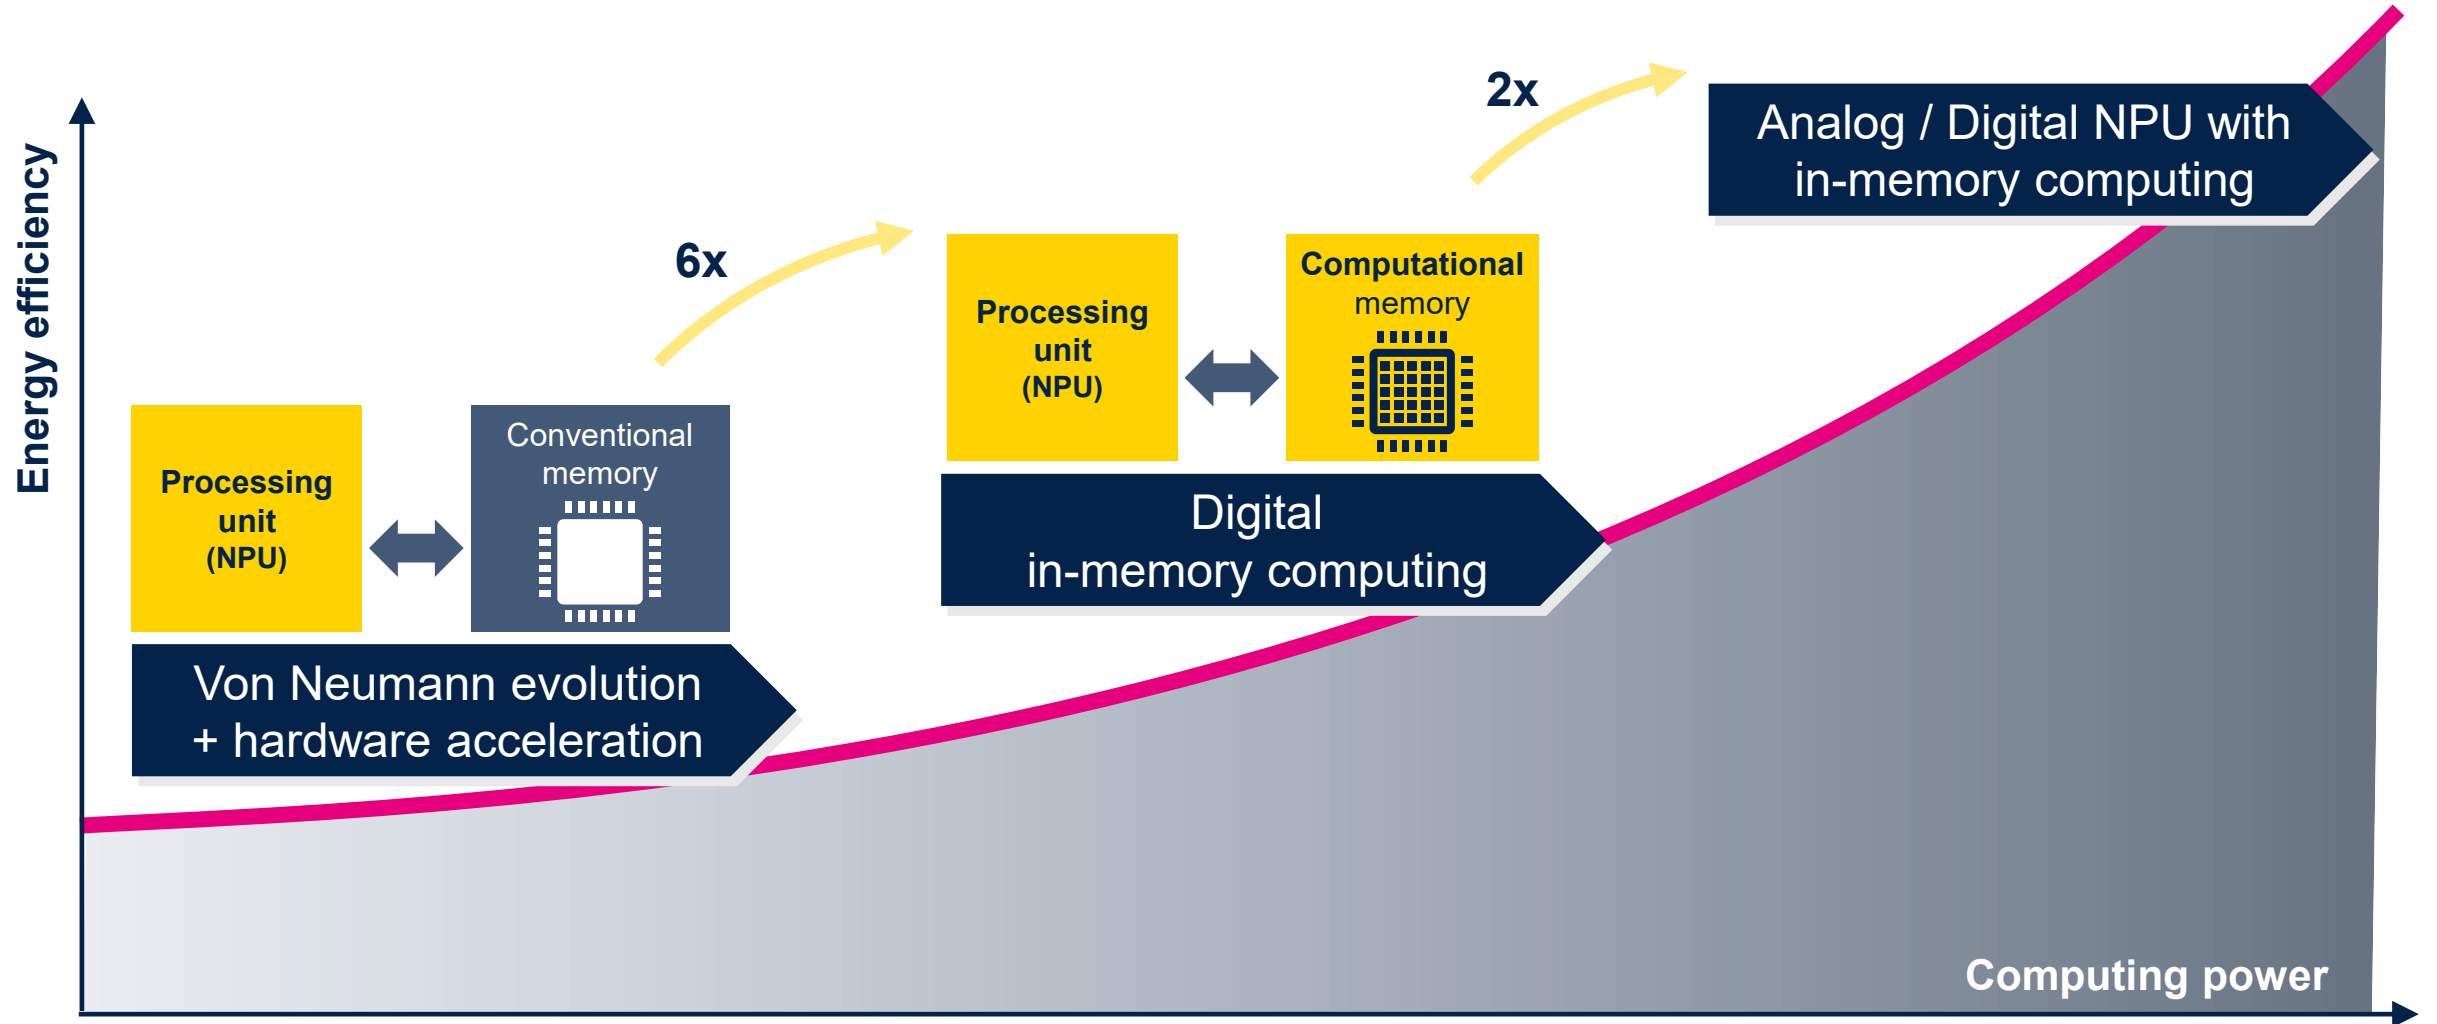 Energy efficiency
Processing
unit
(NPU)
Conventional
memory
Von Neumann evolution
+ hardware acceleration
6x
Processing
unit
(NPU)
Computational
memory
Digital
in-memory computing
2x
Analog / Digital NPU with
in-memory computing
Computing power